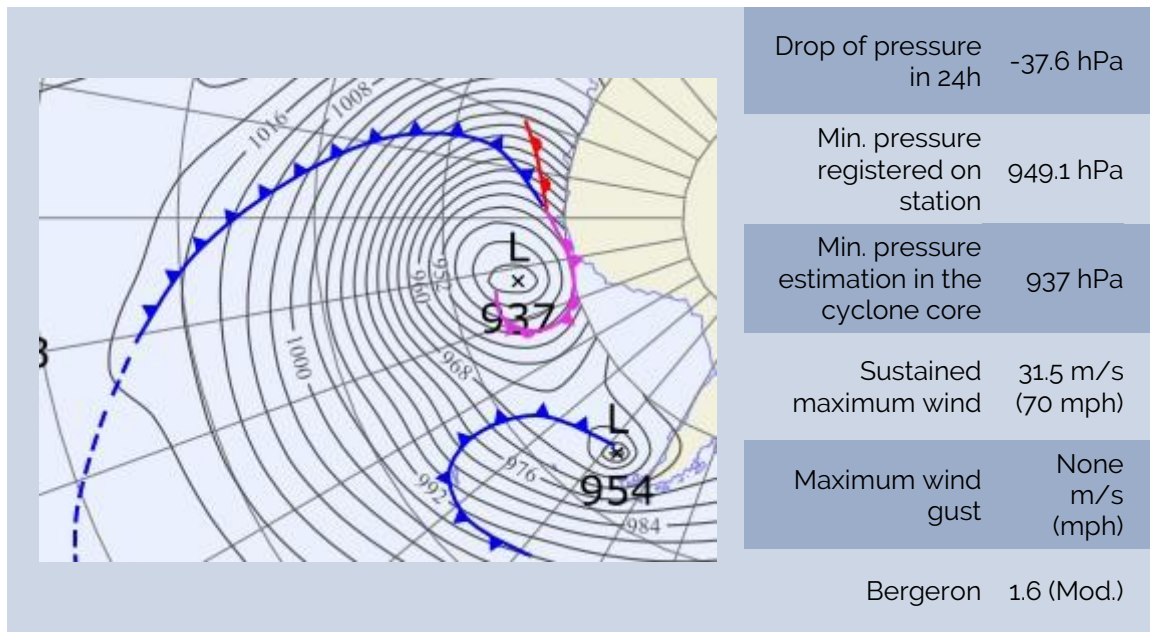 1016
1008
952
960
L
937
1000
968
L
954
976
992
984
Drop of pressure
in 24h
-37.6 hPa
Min. pressure
registered on
station
949.1 hPa
Min. pressure
estimation in the
cyclone core
937 hPa
Sustained
maximum wind
31.5 m/s
(70 mph)
Maximum wind
gust
None
m/s
(mph)
Bergeron
1.6 (Mod.)